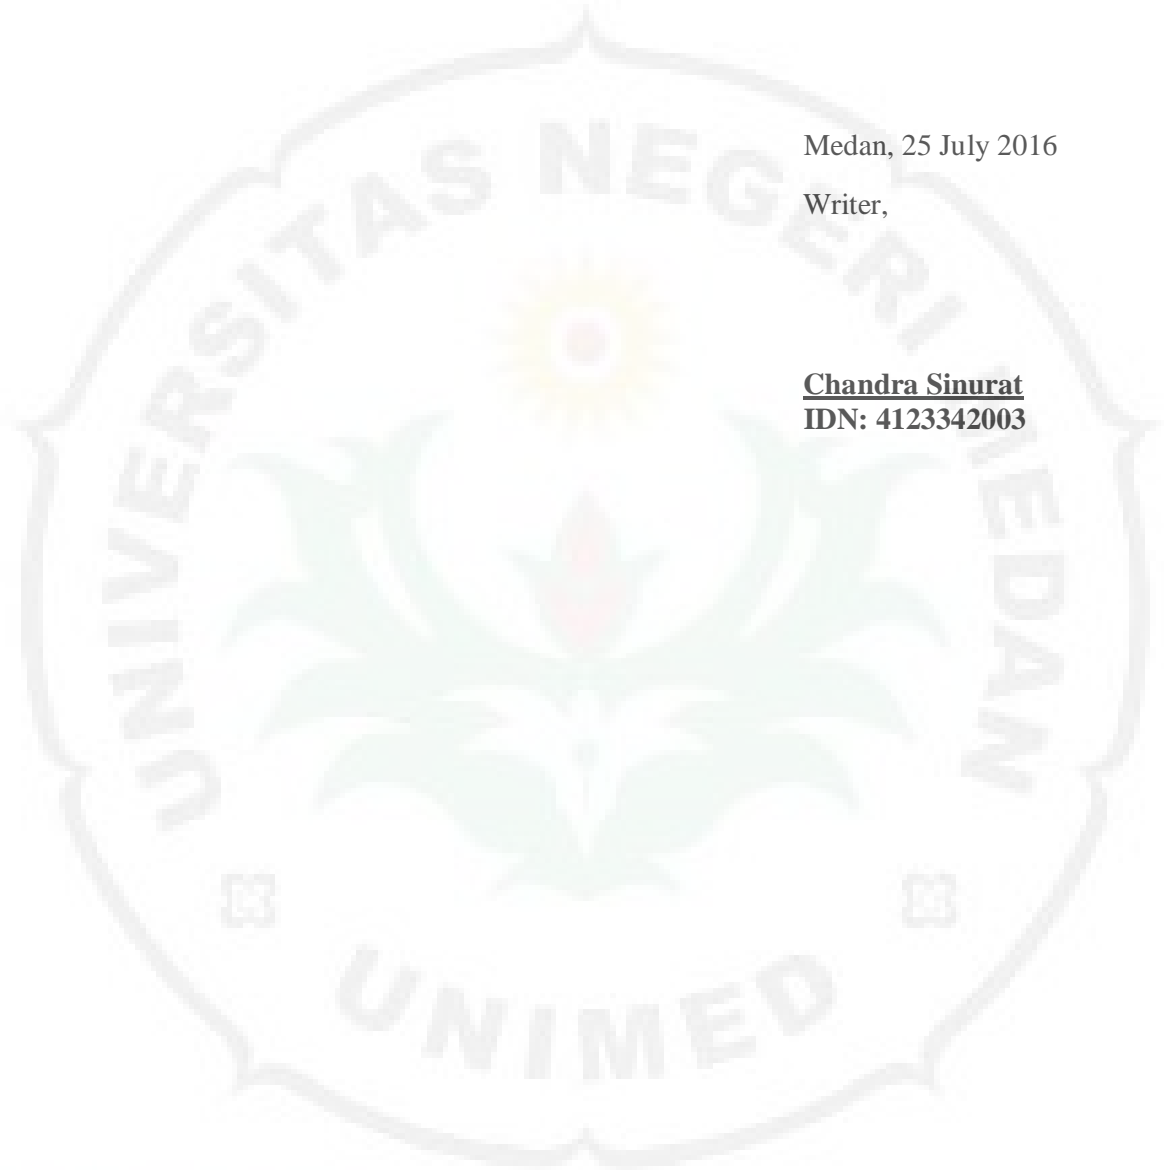 Medan, 25 July 2016
Writer,
Chandra Sinurat
IDN: 4123342003
UNIVERSITAS NEGERI MEDAN
UNIMED